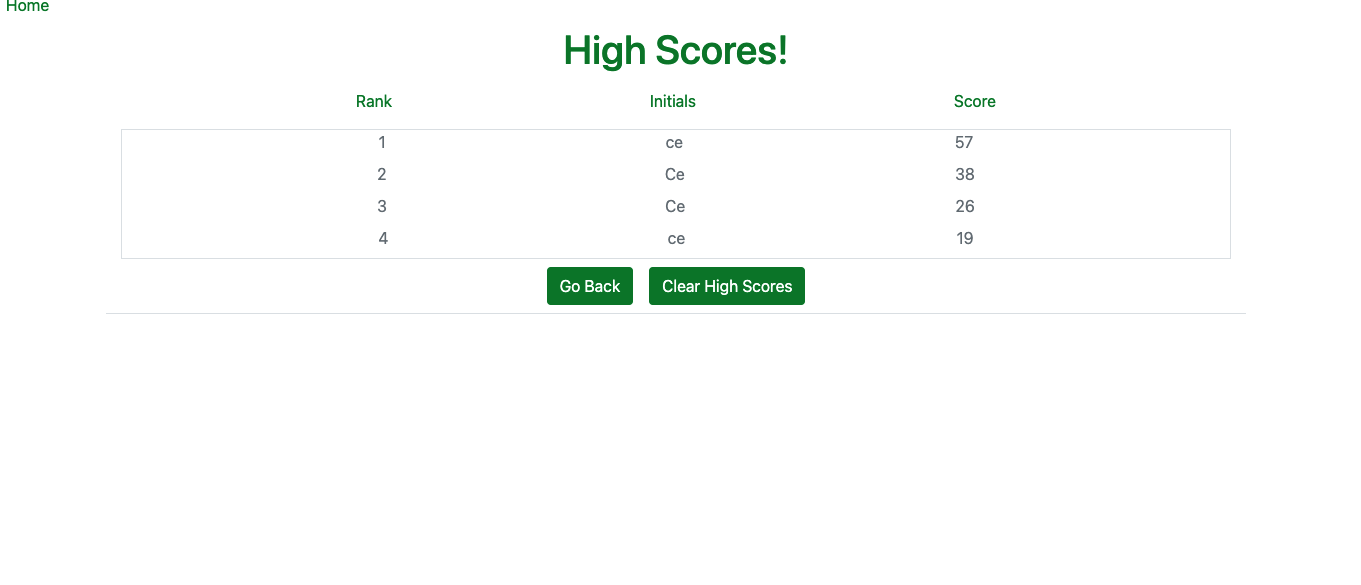 Home
High Scores!
Rank Initials Score
1 ce 57
2 Ce 38
3 Ce 26
4 ce 19
Go Back Clear High Scores